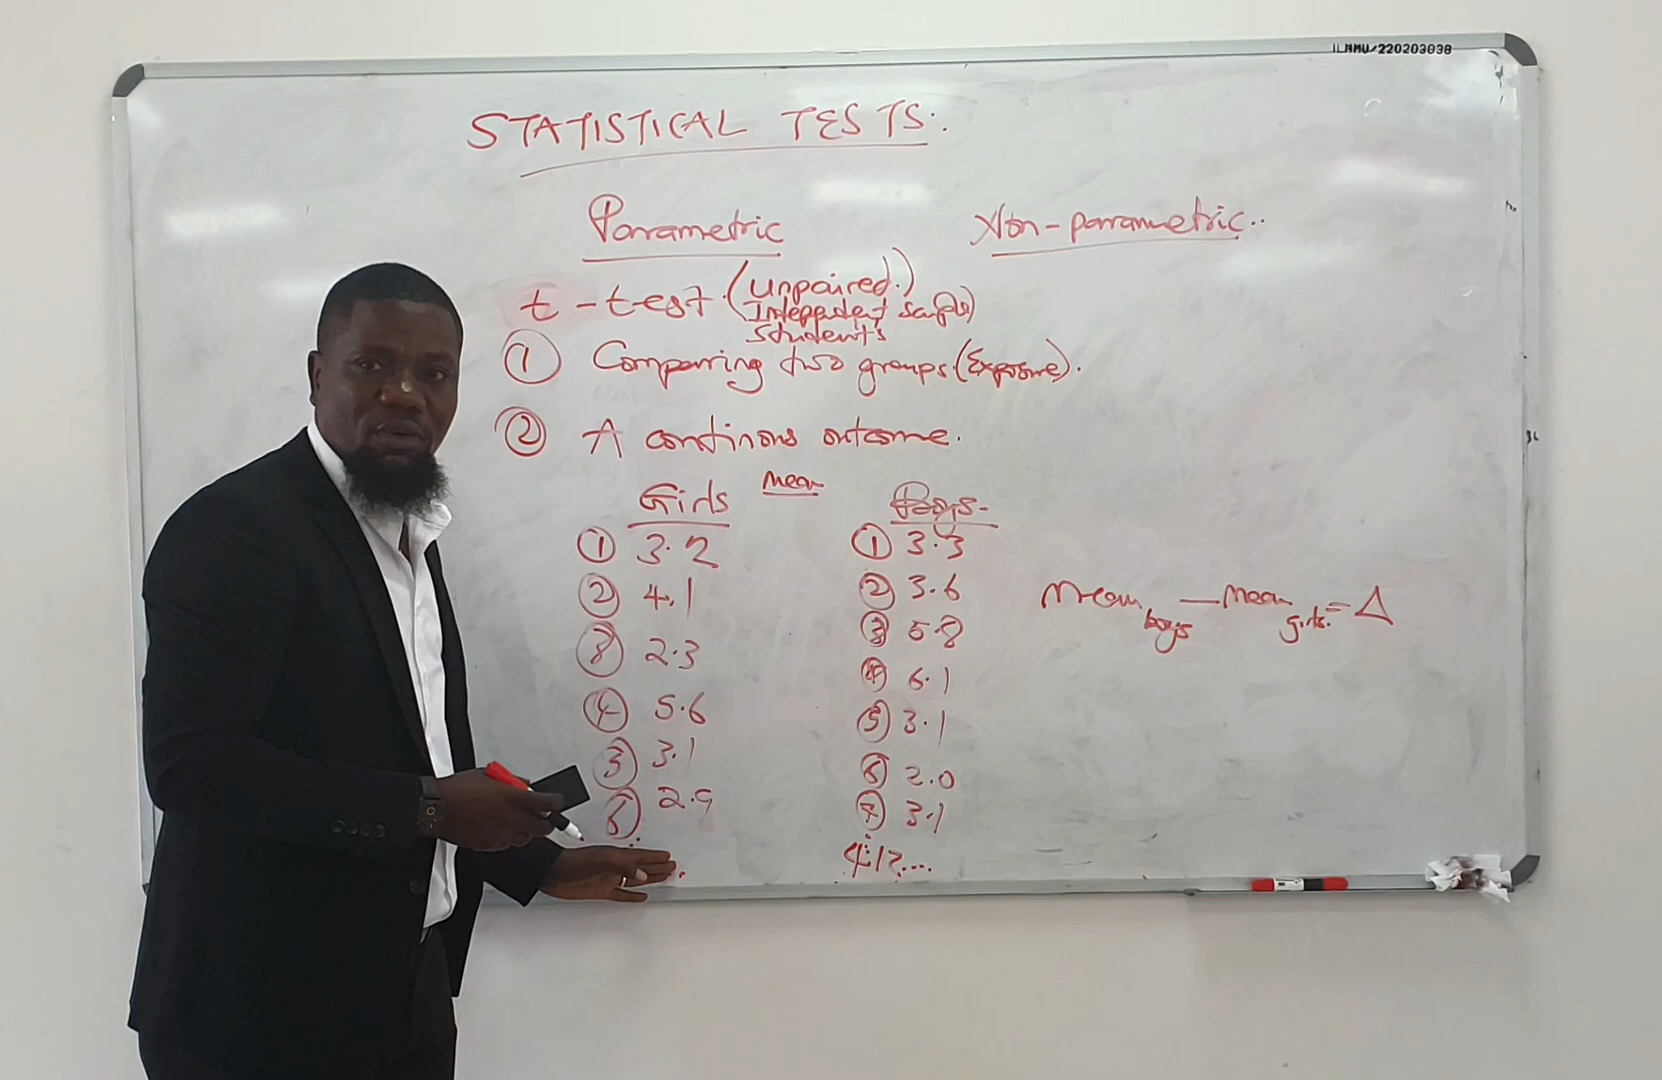 ILMMU/220203038
STATISTICAL TESTS.
Parametric
Non-parametric..
t-test (Unpaired.)
Independent sample)
Student's
① Comparing two groups (Exposure).
② A continous outcome.
Mean
Girls
① 3.2
② 4.1
③ 2.3
④ 5.6
3.1
2.9
Boys-
① 3.3
② 3.6
③ 5.8
④ 6.1
⑤ 3.1
⑥ 2.0
⑦ 3.1
Mean boys - Mean girls. = Δ